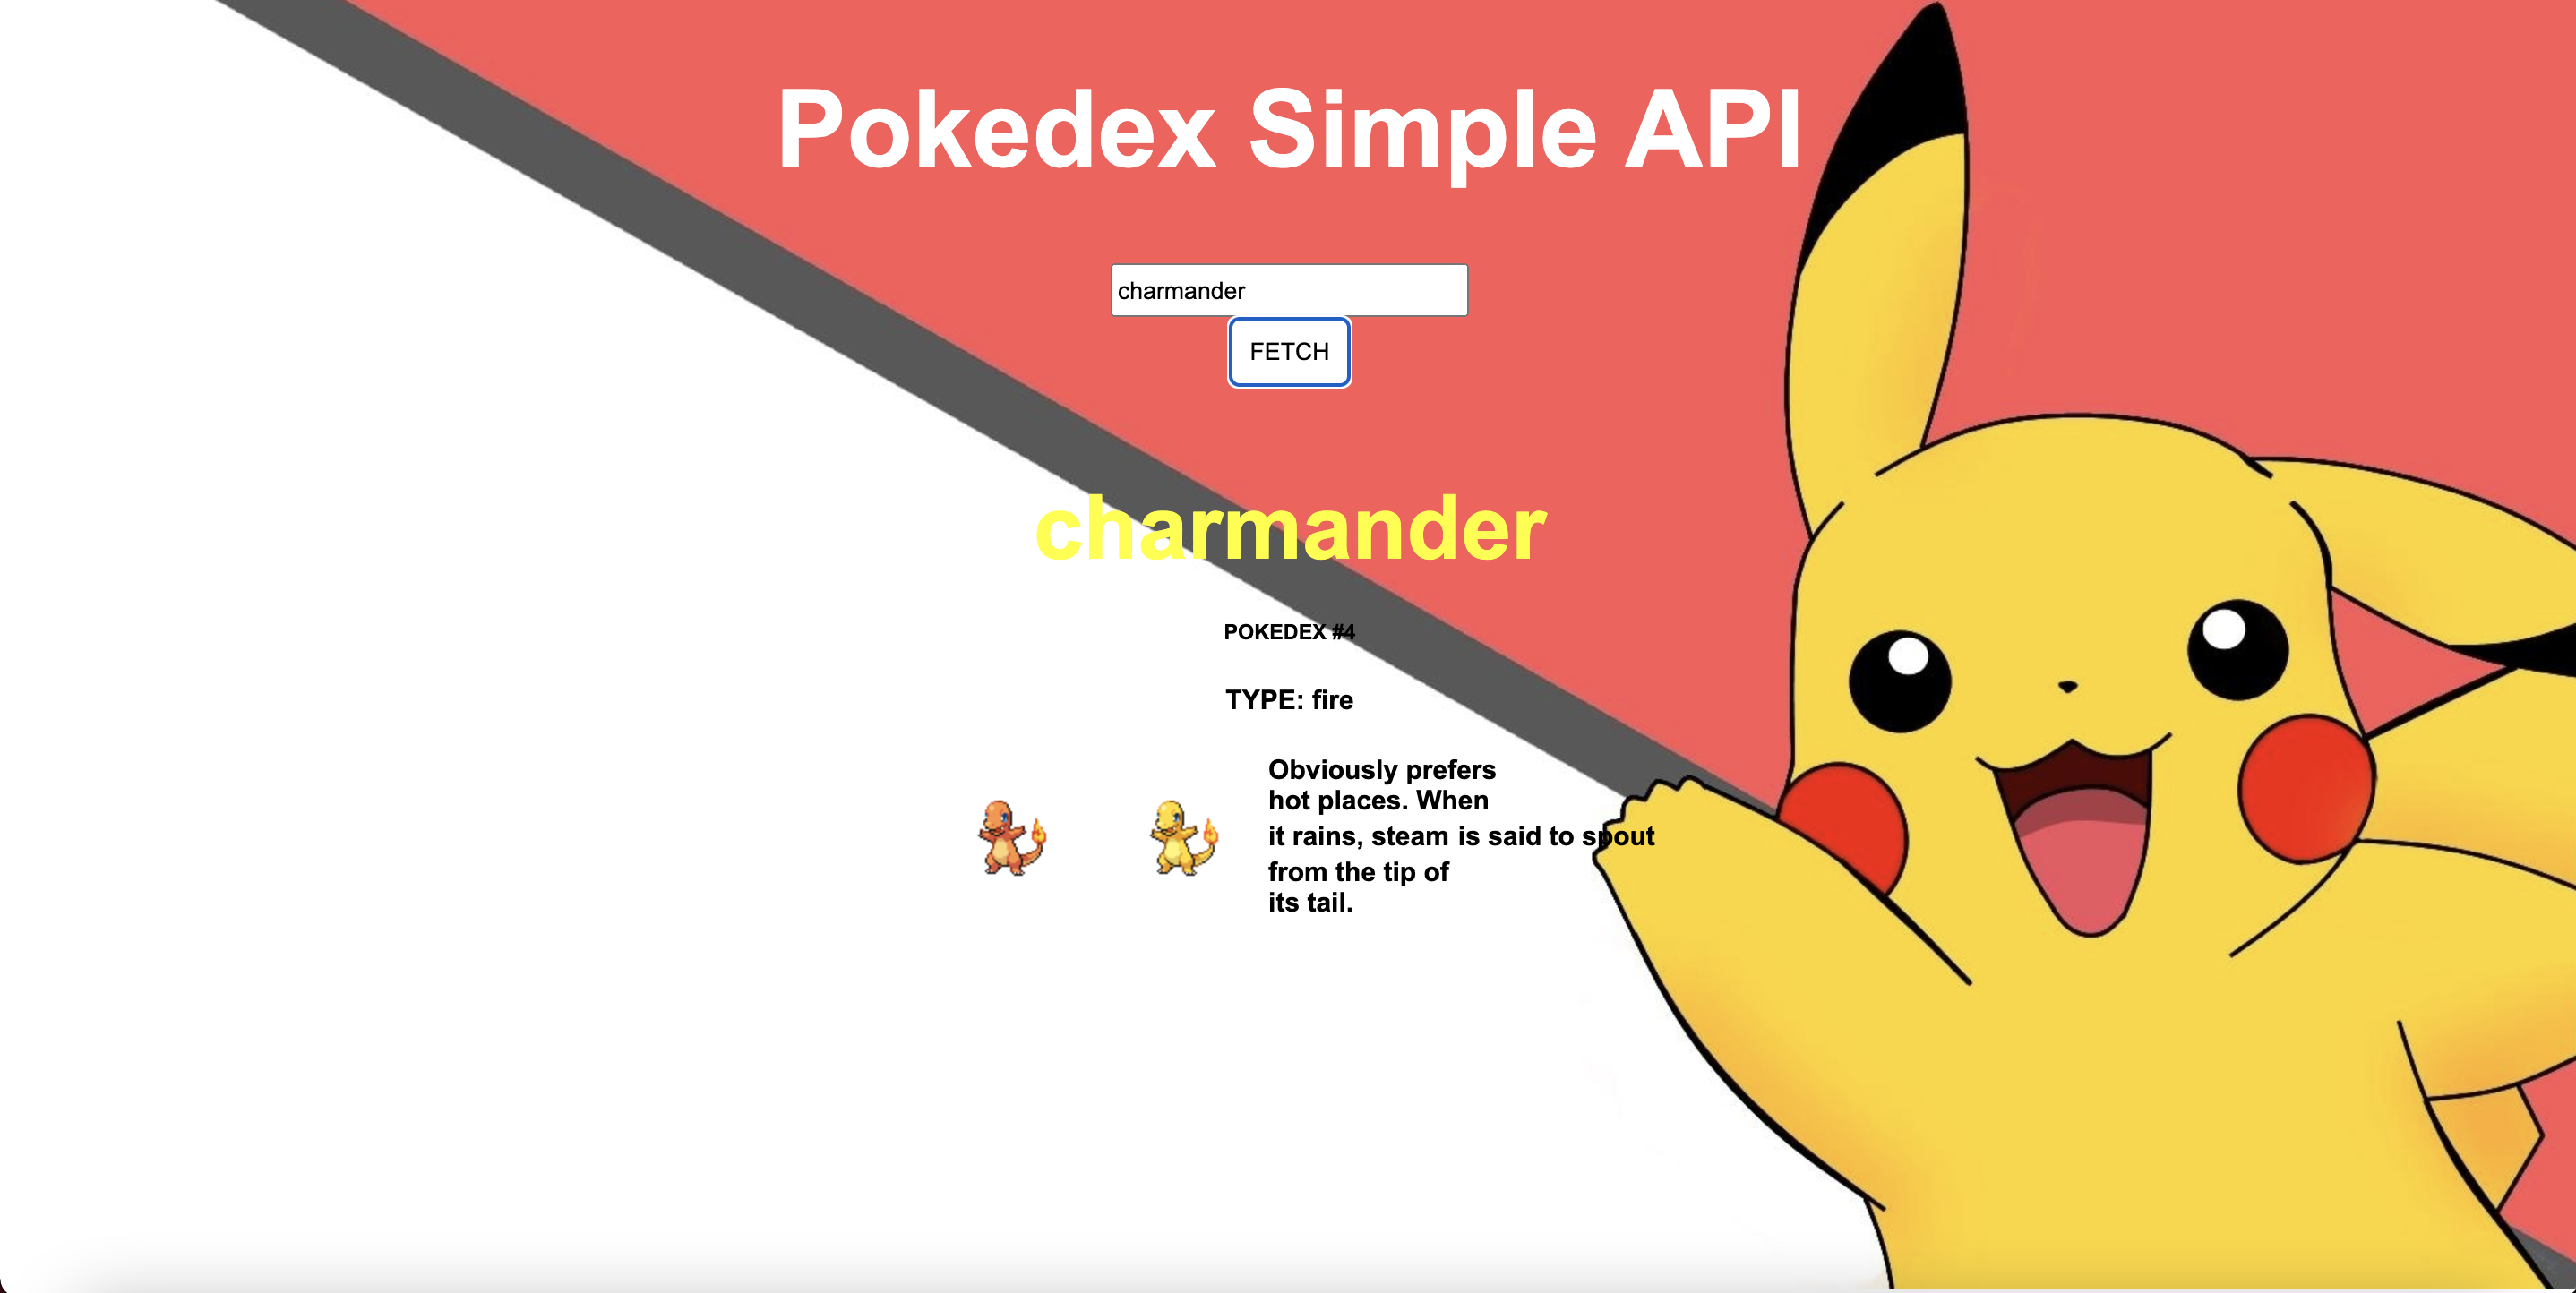 Pokedex Simple API
charmander
FETCH
charmander
POKEDEX #4
TYPE: fire
Obviously prefers
hot places. When
it rains, steam is said to spout
from the tip of
its tail.